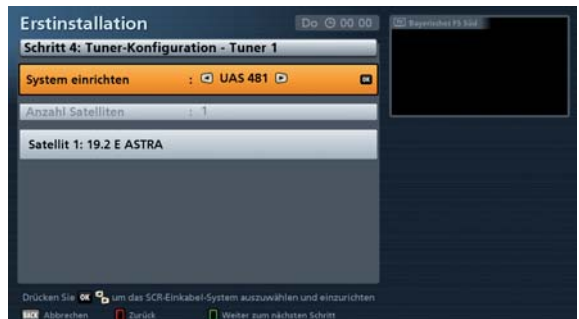 Erstinstallation
Do 00 00
Bayerisches FS Süd
Schritt 4: Tuner-Konfiguration - Tuner 1
System einrichten : UAS 481 OK
Anzahl Satelliten : 1
Satellit 1: 19.2 E ASTRA
Drücken Sie OK um das SCR-Einkabel-System auszuwählen und einzurichten
BACK Abbrechen Zurück Weiter zum nächsten Schritt